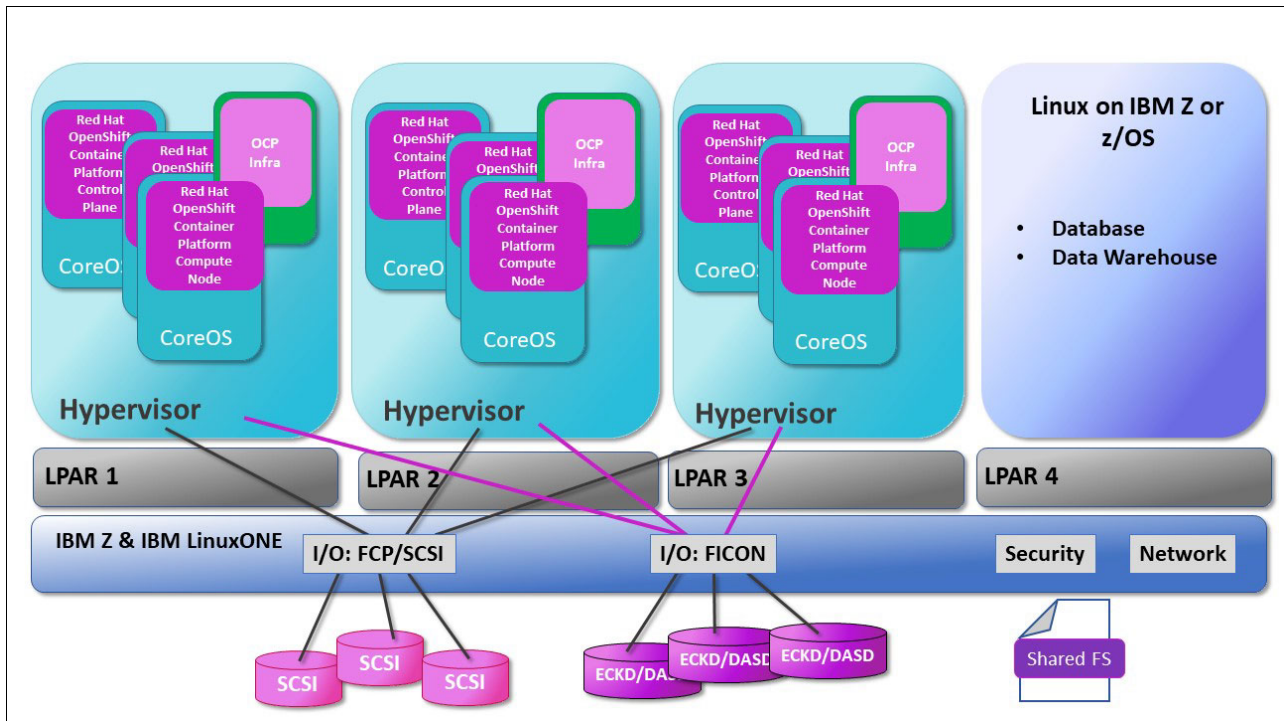 Red Hat
OpenShift
Container
Platform
Control
Plane
CoreOS
Red Hat
OpenShift
Red Hat
OpenShift
Container
Platform
Compute
Node
CoreOS
OCP
Infra
Hypervisor
Red Hat
OpenShift
Container
Platform
Control
Plane
CoreOS
Red Hat
OpenShift
Red Hat
OpenShift
Container
Platform
Compute
Node
CoreOS
OCP
Infra
Hypervisor
Red Hat
OpenShift
Container
Platform
Control
Plane
CoreOS
Red Hat
OpenShift
Red Hat
OpenShift
Container
Platform
Compute
Node
CoreOS
OCP
Infra
Hypervisor
Linux on IBM Z or
z/OS
• Database
• Data Warehouse
LPAR 1
LPAR 2
LPAR 3
LPAR 4
IBM Z & IBM LinuxONE
I/O: FCP/SCSI
I/O: FICON
Security
Network
SCSI
SCSI
SCSI
ECKD/DASD
ECKD/DASD
ECKD/DASD
Shared FS